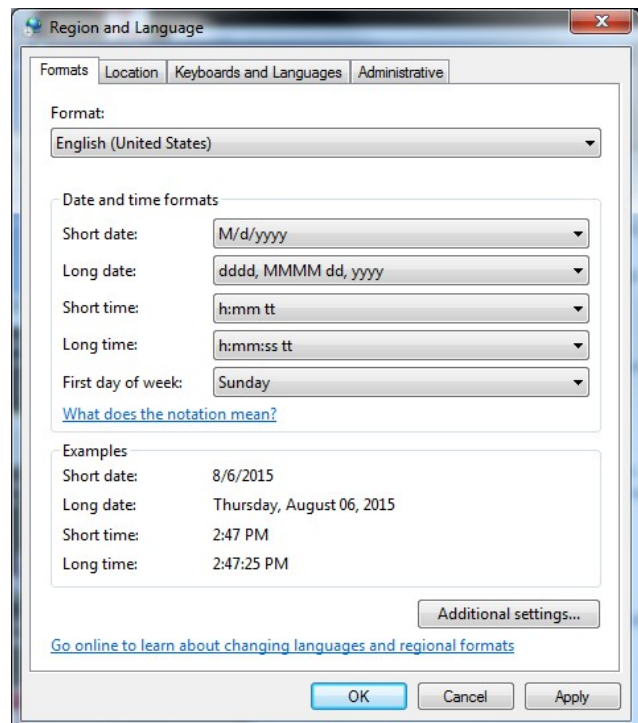 Region and Language
Formats Location Keyboards and Languages Administrative
Format:
English (United States)
Date and time formats
Short date: M/d/yyyy
Long date: dddd, MMMM dd, yyyy
Short time: h:mm tt
Long time: h:mm:ss tt
First day of week: Sunday
What does the notation mean?
Examples
Short date: 8/6/2015
Long date: Thursday, August 06, 2015
Short time: 2:47 PM
Long time: 2:47:25 PM
Additional settings...
Go online to learn about changing languages and regional formats
OK Cancel Apply